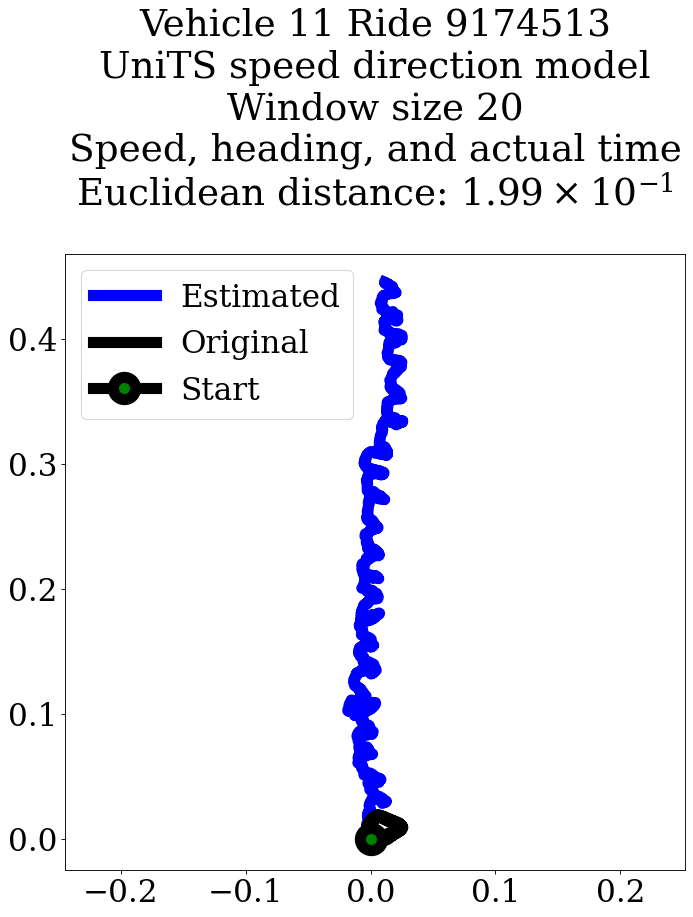 Vehicle 11 Ride 9174513
UniTS speed direction model
Window size 20
Speed, heading, and actual time
Euclidean distance: 1.99 × 10⁻¹
Estimated
Original
Start
0.4
0.3
0.2
0.1
0.0
−0.2 −0.1 0.0 0.1 0.2